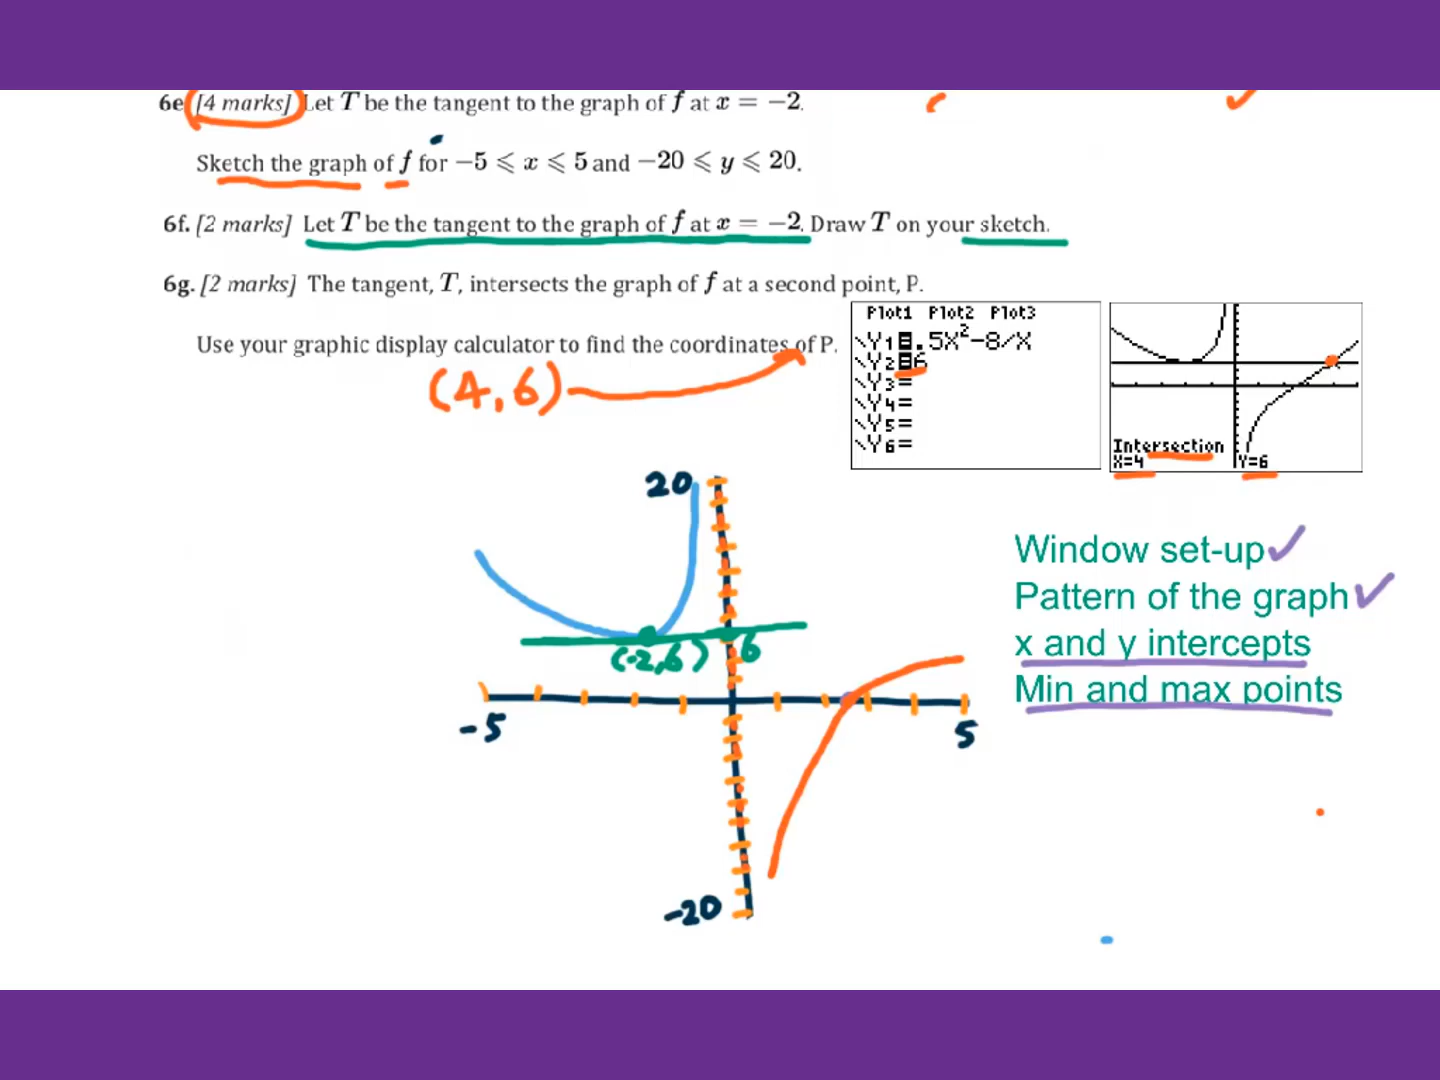 6e [4 marks] Let T be the tangent to the graph of f at x = −2.
Sketch the graph of f for −5 ⩽ x ⩽ 5 and −20 ⩽ y ⩽ 20.
6f. [2 marks] Let T be the tangent to the graph of f at x = −2. Draw T on your sketch.
6g. [2 marks] The tangent, T, intersects the graph of f at a second point, P.
Plot1 Plot2 Plot3
Use your graphic display calculator to find the coordinates of P.
\Y1=.5X²-8/X
\Y2=6
\Y3=
\Y4=
\Y5=
\Y6=
(4,6)
Intersection
X=4 Y=6
20
Window set-up
Pattern of the graph
x and y intercepts
Min and max points
(-2,6) 6
-5 5
-20